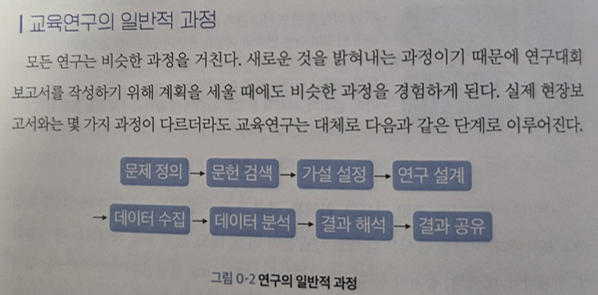 | 교육연구의 일반적 과정
모든 연구는 비슷한 과정을 거친다. 새로운 것을 밝혀내는 과정이기 때문에 연구대회
보고서를 작성하기 위해 계획을 세울 때에도 비슷한 과정을 경험하게 된다. 실제 현장보
고서와는 몇 가지 과정이 다르더라도 교육연구는 대체로 다음과 같은 단계로 이루어진다.
문제 정의 → 문헌 검색 → 가설 설정 → 연구 설계
→ 데이터 수집 → 데이터 분석 → 결과 해석 → 결과 공유
그림 0-2 연구의 일반적 과정